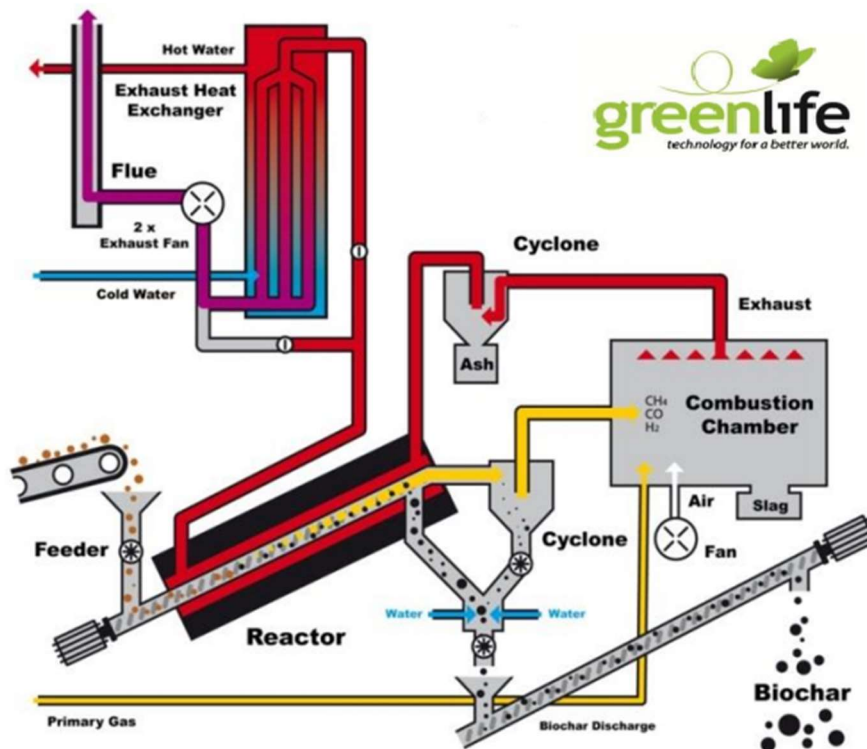 Hot Water
Exhaust Heat
Exchanger
greenlife
technology for a better world.
Flue
2 x
Exhaust Fan
Cyclone
Cold Water
Exhaust
Ash
CH₄
CO
H₂
Combustion
Chamber
Air
Slag
Feeder
Cyclone
Fan
Water
Water
Reactor
Biochar
Primary Gas
Biochar Discharge